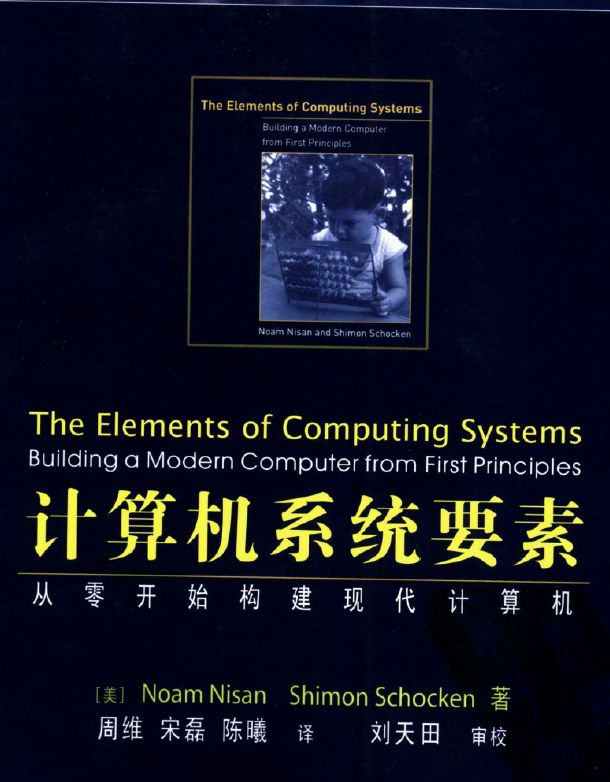 The Elements of Computing Systems
Building a Modern Computer
from First Principles
Noam Nisan and Shimon Schocken
The Elements of Computing Systems
Building a Modern Computer from First Principles
计算机系统要素
从零开始构建现代计算机
[美] Noam Nisan Shimon Schocken 著
周维 宋磊 陈曦 译 刘天田 审校